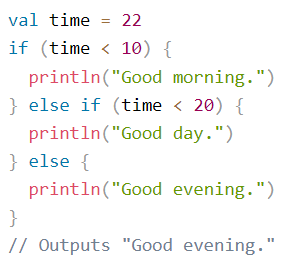 val time = 22
if (time < 10) {
  println("Good morning.")
} else if (time < 20) {
  println("Good day.")
} else {
  println("Good evening.")
}
// Outputs "Good evening."